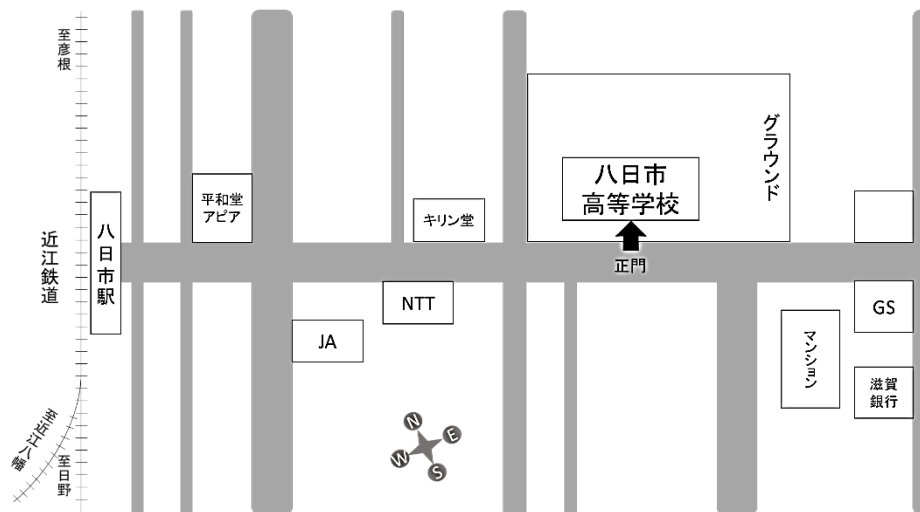 至彦根
近江鉄道
八日市駅
至近江八幡
至日野
平和堂
アピア
キリン堂
八日市
高等学校
グラウンド
正門
NTT
JA
GS
マンション
滋賀
銀行
N
E
W
S